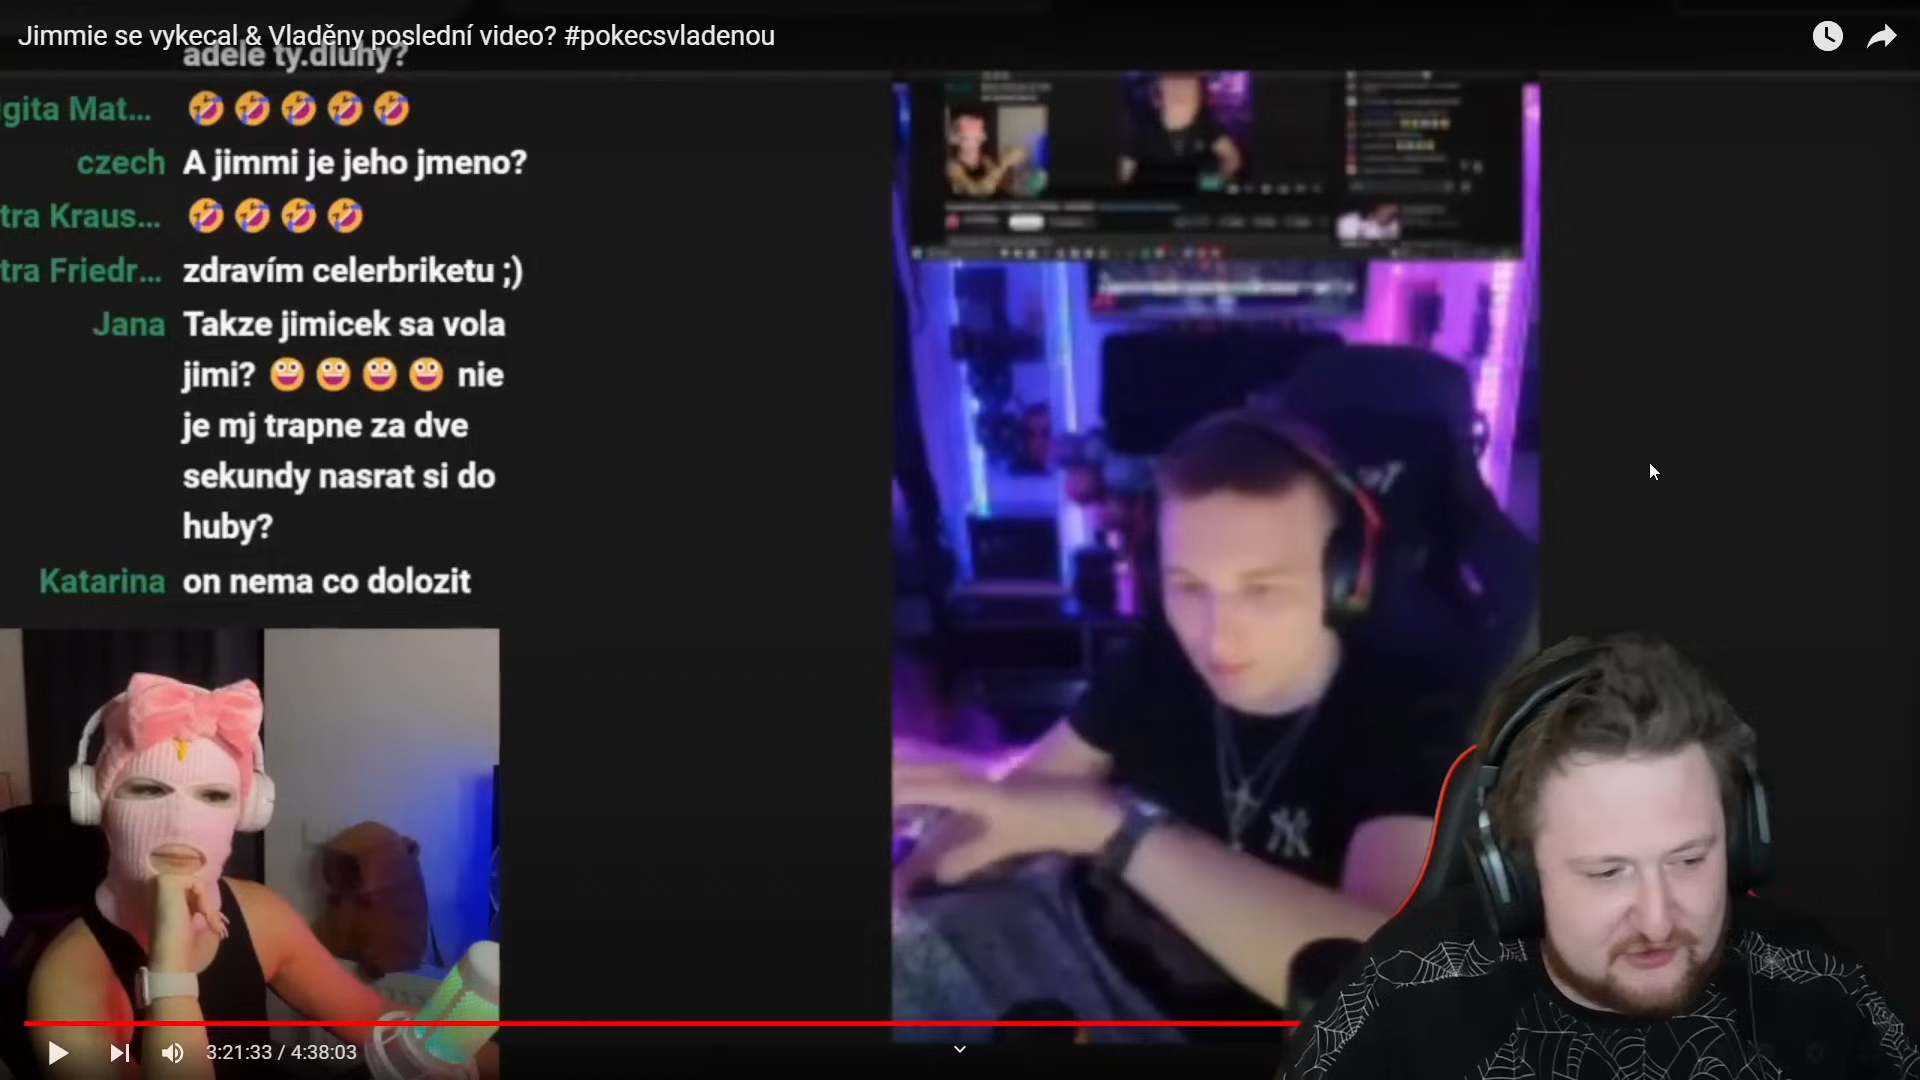 Jimmie se vykecal & Vladěny poslední video? #pokecsvladenou
adele ty.dluhy?
gita Mat...
czech A jimmi je jeho jmeno?
tra Kraus...
tra Friedr... zdravím celerbriketu ;)
Jana Takze jimicek sa vola
jimi? nie
je mj trapne za dve
sekundy nasrat si do
huby?
Katarina on nema co dolozit
NY
3:21:33 / 4:38:03